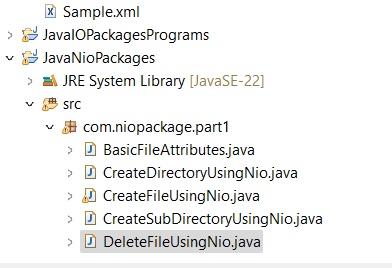 Sample.xml
JavaIOPackagesPrograms
JavaNioPackages
JRE System Library [JavaSE-22]
src
com.niopackage.part1
BasicFileAttributes.java
CreateDirectoryUsingNio.java
CreateFileUsingNio.java
CreateSubDirectoryUsingNio.java
DeleteFileUsingNio.java